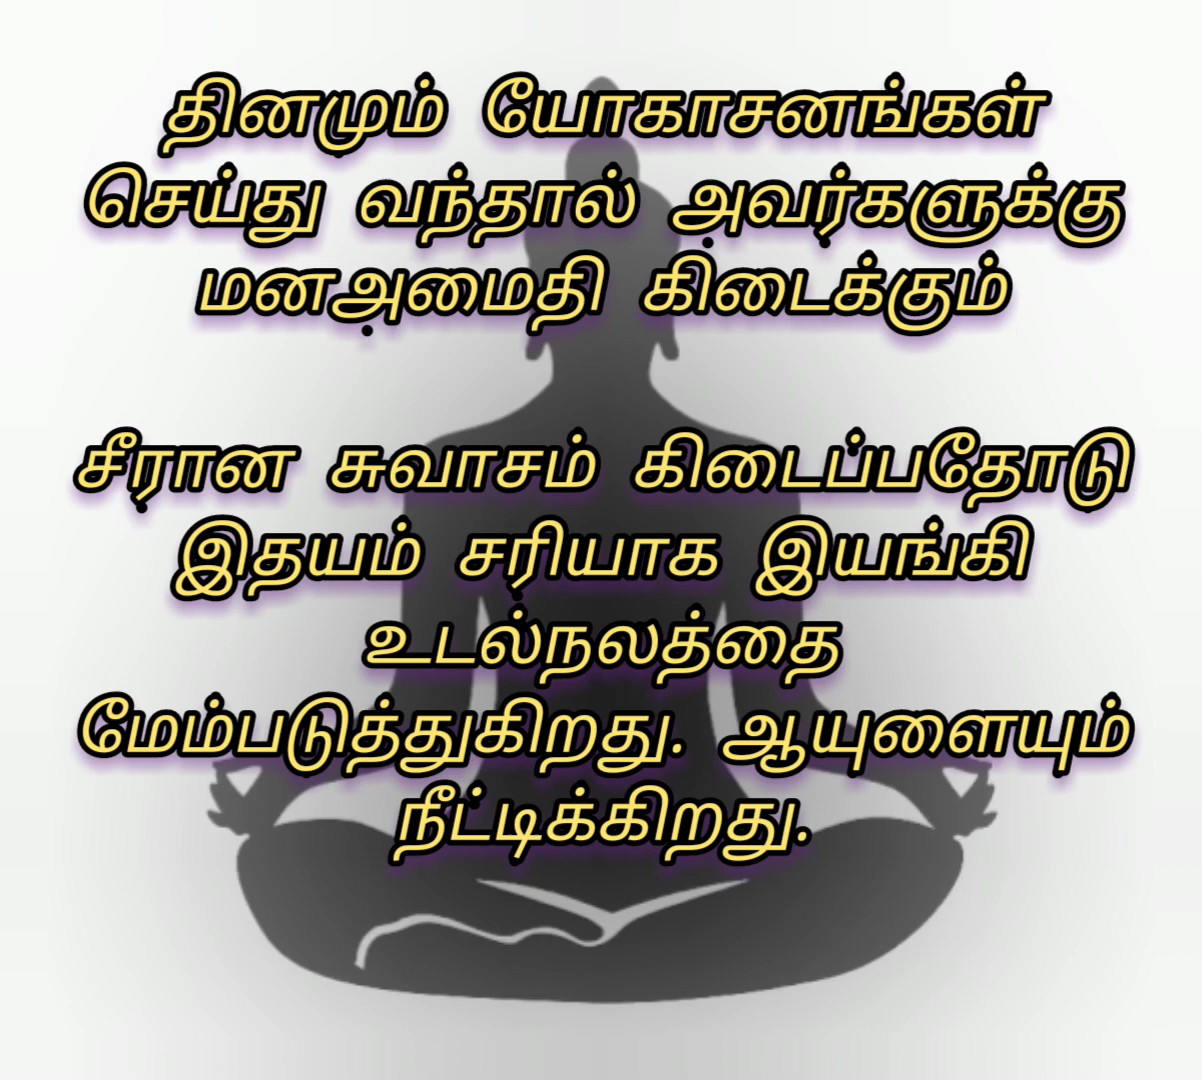 தினமும் யோகாசனங்கள்
செய்து வந்தால் அவர்களுக்கு
மனஅமைதி கிடைக்கும்
சீரான சுவாசம் கிடைப்பதோடு
இதயம் சரியாக இயங்கி
உடல்நலத்தை
மேம்படுத்துகிறது. ஆயுளையும்
நீட்டிக்கிறது.